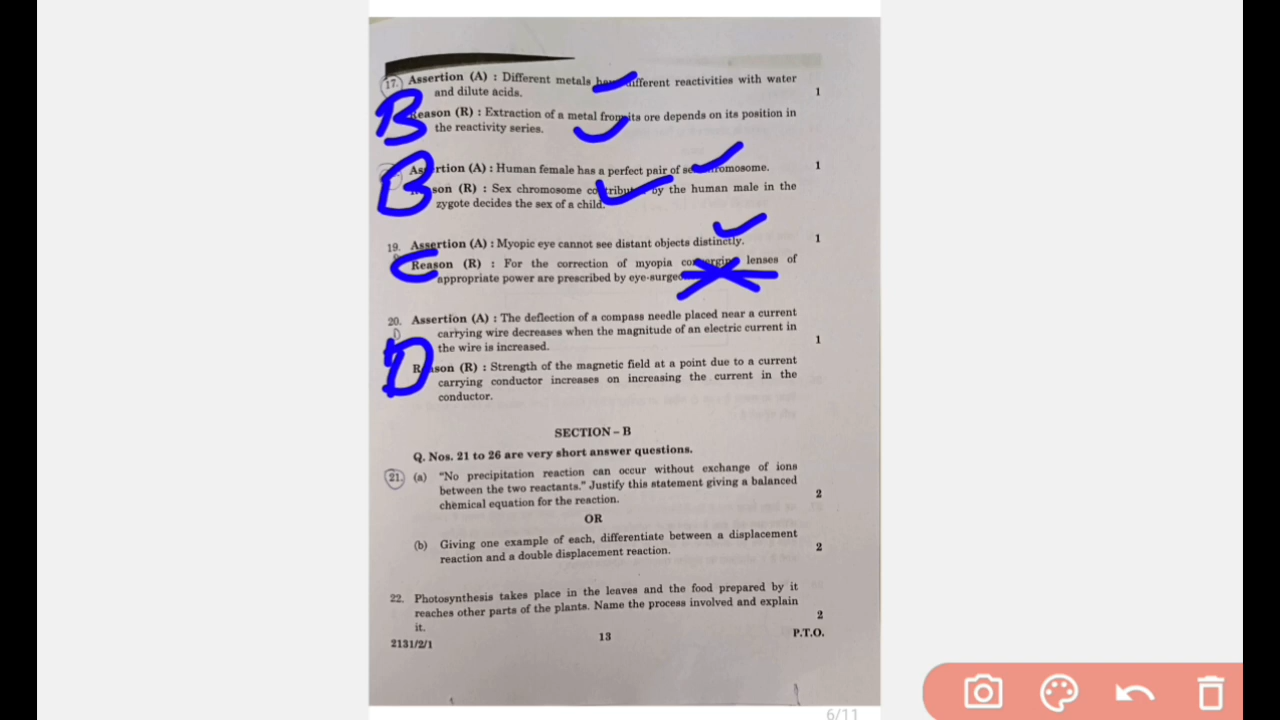 17. Assertion (A) : Different metals different reactivities with water
and dilute acids.
1
B
Reason (R) : Extraction of a metal from its ore depends on its position in
the reactivity series.
B
Assertion (A) : Human female has a perfect pair of sex chromosome.
1
Reason (R) : Sex chromosome contributed by the human male in the
zygote decides the sex of a child.
19. Assertion (A) : Myopic eye cannot see distant objects distinctly.
1
C
Reason (R) : For the correction of myopia converging lenses of
appropriate power are prescribed by
20. Assertion (A) : The deflection of a compass needle placed near a current
carrying wire decreases when the magnitude of an electric current in
the wire is increased.
1
D
Reason (R) : Strength of the magnetic field at a point due to a current
carrying conductor increases on increasing the current in the
conductor.
SECTION – B
Q. Nos. 21 to 26 are very short answer questions.
21. (a) "No precipitation reaction can occur without exchange of ions
between the two reactants." Justify this statement giving a balanced
chemical equation for the reaction.
2
OR
(b) Giving one example of each, differentiate between a displacement
reaction and a double displacement reaction.
2
22. Photosynthesis takes place in the leaves and the food prepared by it
reaches other parts of the plants. Name the process involved and explain
it.
2
2131/2/1
13
P.T.O.
6/11